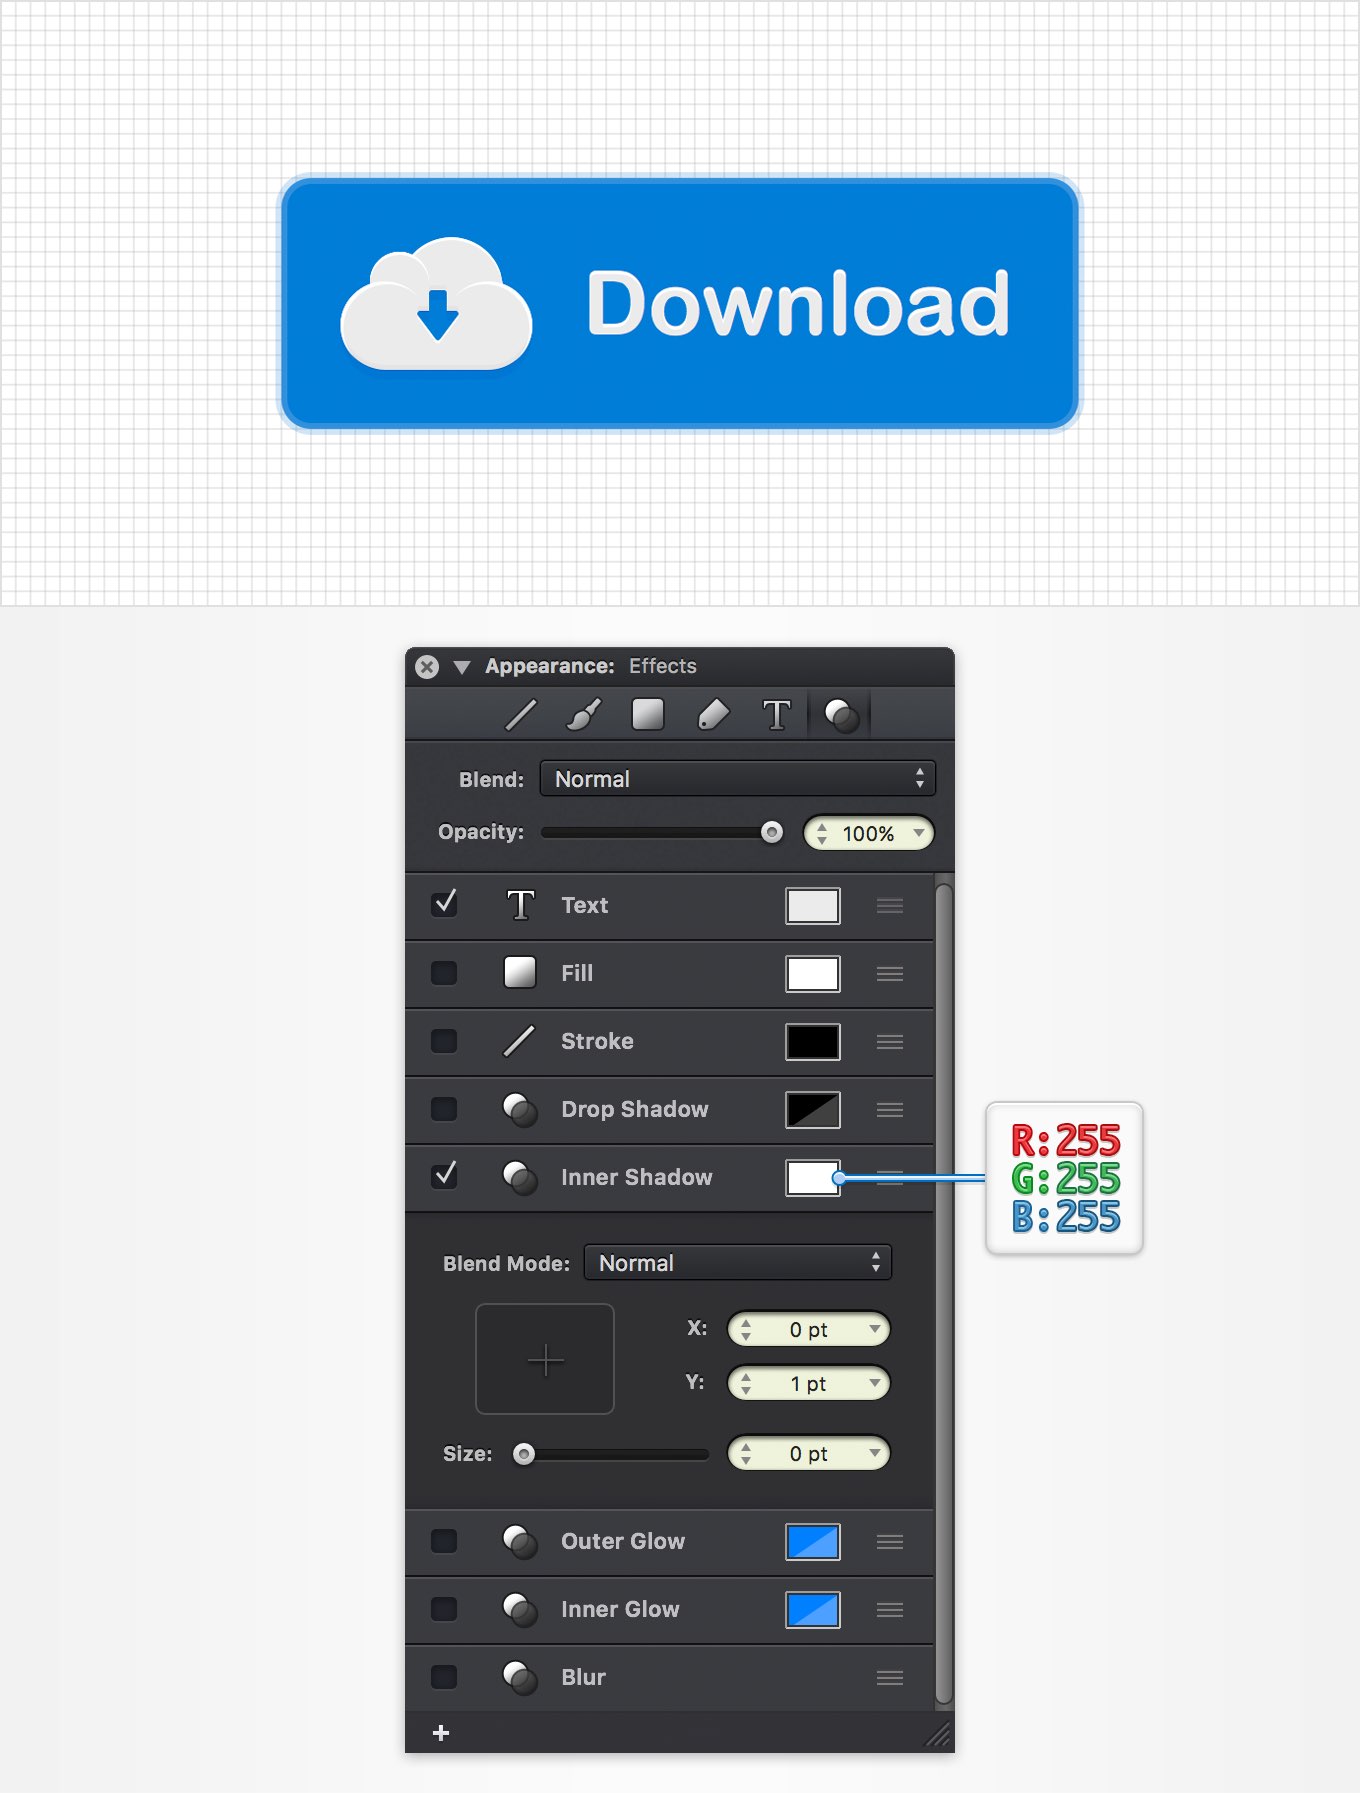 Download
Appearance: Effects
T
Blend: Normal
Opacity: 100%
T Text
Fill
Stroke
Drop Shadow
Inner Shadow
R:255
G:255
B:255
Blend Mode: Normal
X: 0 pt
Y: 1 pt
Size: 0 pt
Outer Glow
Inner Glow
Blur